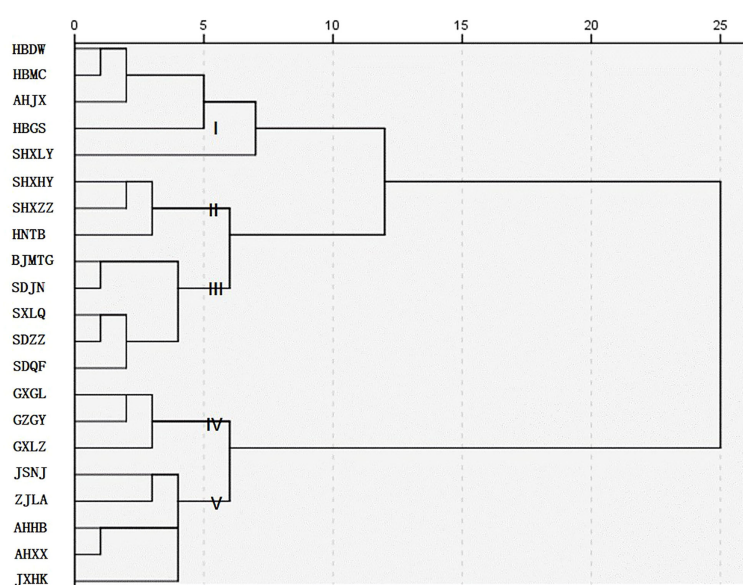 0 5 10 15 20 25
HBDW
HBMC
AHJX
HBGS I
SHXLY
SHXHY
SHXZZ II
HNTB
BJMTG
SDJN III
SXLQ
SDZZ
SDQF
GXGL
GZGY IV
GXLZ
JSNJ
ZJLA V
AHHB
AHXX
JXHK